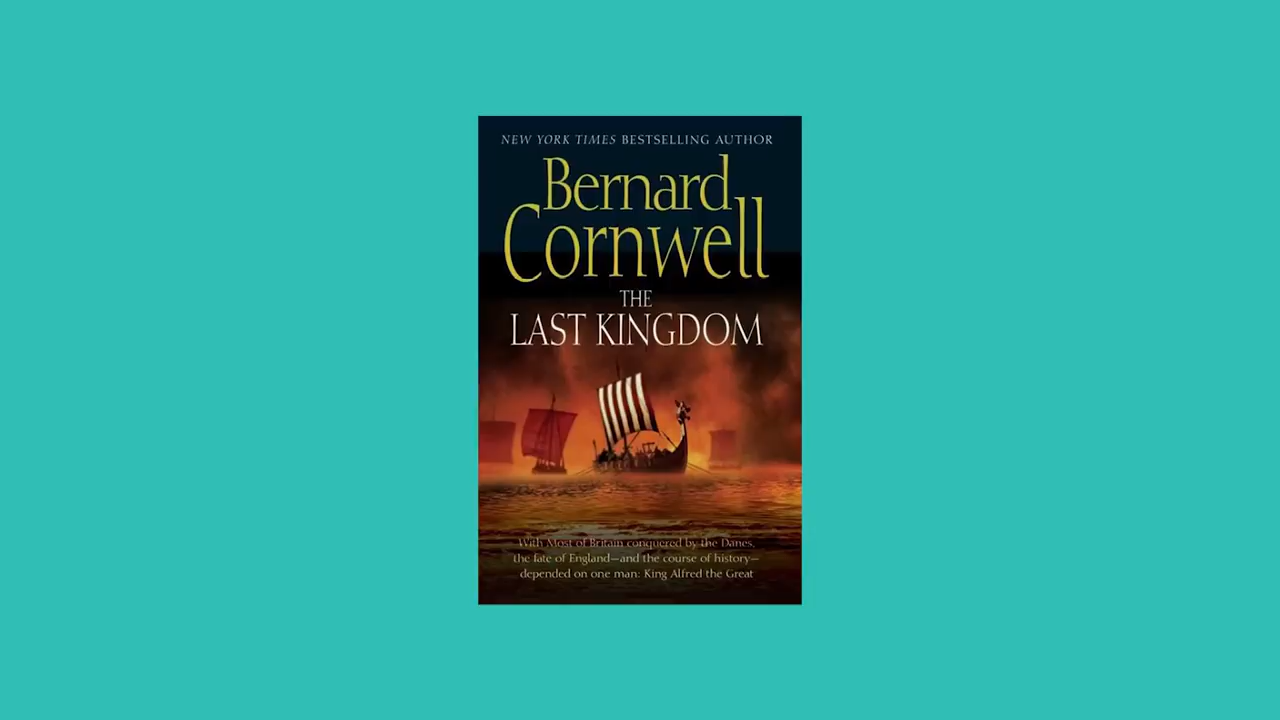 NEW YORK TIMES BESTSELLING AUTHOR
Bernard
Cornwell
THE
LAST KINGDOM
With Most of Britain conquered by the Danes,
the fate of England—and the course of history—
depended on one man: King Alfred the Great